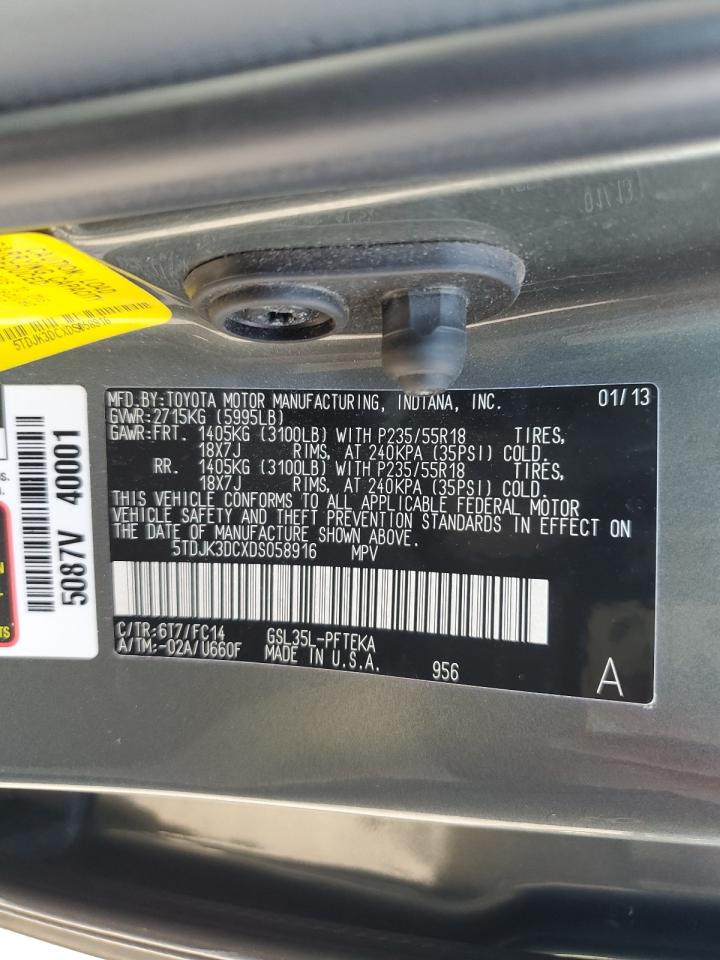 CAUTION: LOAD
5TDJK3DCXDS058916
MFD.BY:TOYOTA MOTOR MANUFACTURING, INDIANA, INC. 01/13
GVWR:2715KG (5995LB)
GAWR:FRT. 1405KG (3100LB) WITH P235/55R18 TIRES,
18X7J RIMS, AT 240KPA (35PSI) COLD.
RR. 1405KG (3100LB) WITH P235/55R18 TIRES,
18X7J RIMS, AT 240KPA (35PSI) COLD.
THIS VEHICLE CONFORMS TO ALL APPLICABLE FEDERAL MOTOR
VEHICLE SAFETY AND THEFT PREVENTION STANDARDS IN EFFECT ON
THE DATE OF MANUFACTURE SHOWN ABOVE.
5TDJK3DCXDS058916 MPV
C/TR:6T7/FC14 GSL35L-PFTEKA
A/TM:-02A/U660F MADE IN U.S.A. 956
A
5087V 40001